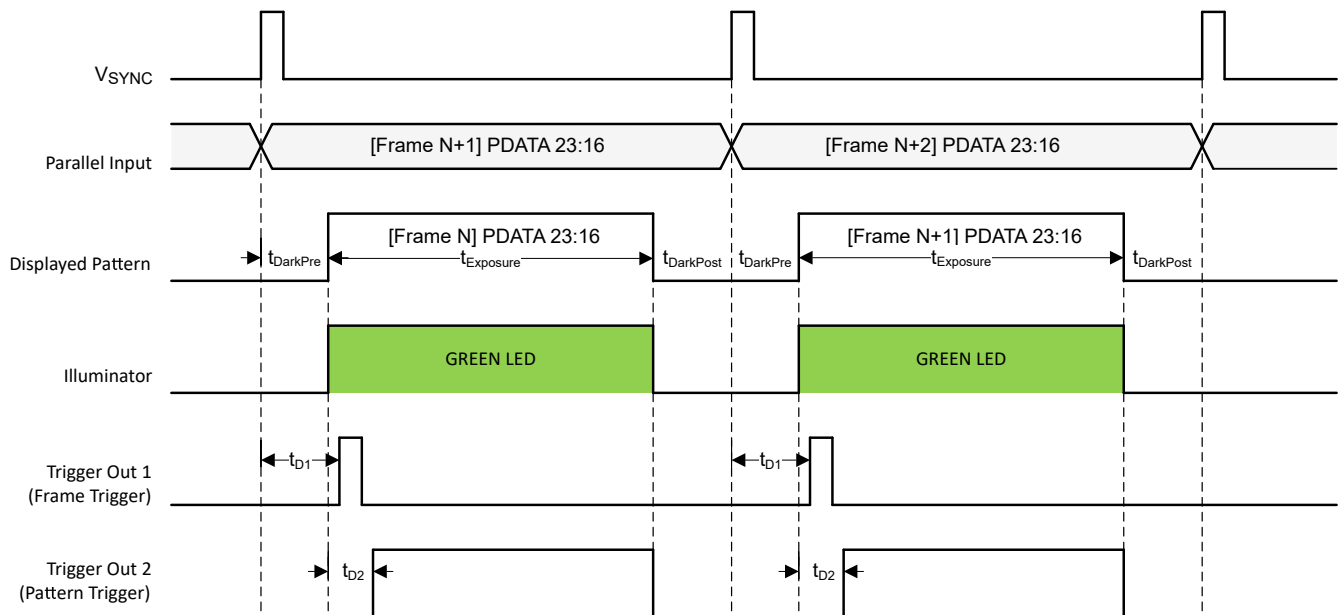 VSYNC
Parallel Input
[Frame N+1] PDATA 23:16
[Frame N+2] PDATA 23:16
Displayed Pattern
tDarkPre
[Frame N] PDATA 23:16
tExposure
tDarkPost
tDarkPre
[Frame N+1] PDATA 23:16
tExposure
tDarkPost
Illuminator
GREEN LED
GREEN LED
Trigger Out 1
(Frame Trigger)
tD1
tD1
Trigger Out 2
(Pattern Trigger)
tD2
tD2